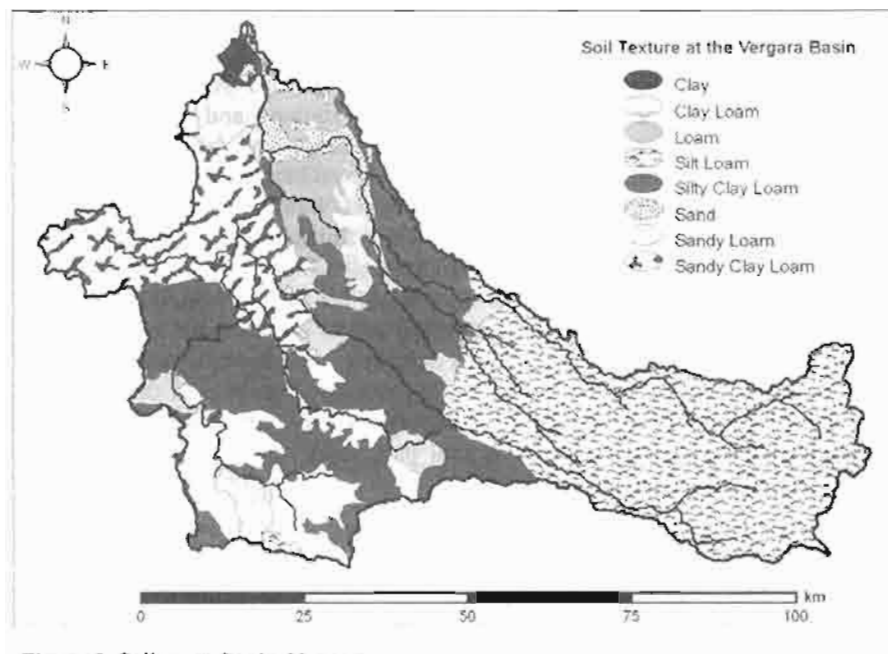 N
W
S
Soil Texture at the Vergara Basin
Clay
Clay Loam
Loam
Silt Loam
Silty Clay Loam
Sand
Sandy Loam
Sandy Clay Loam
km
0 25 50 75 100